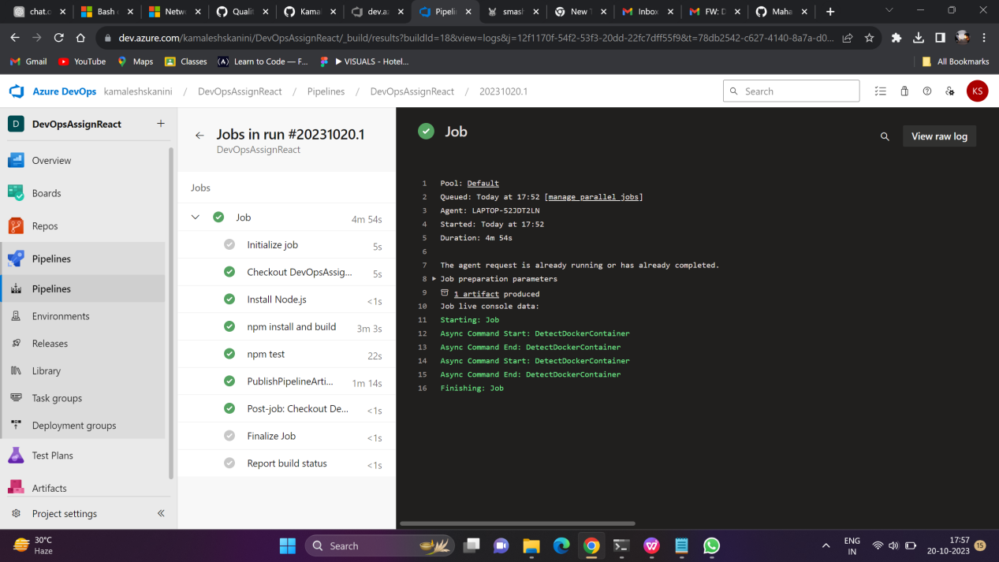 chat.o
Bash
Netw
Qualit
Kamal
dev.az
Pipelin
smash
New T
Inbox
FW: D
Maha
dev.azure.com/kamaleshskanini/DevOpsAssignReact/_build/results?buildId=18&view=logs&j=12f1170f-54f2-53f3-20dd-22fc7dff55f9&t=78db2542-c627-4140-8a7a-d0...
Gmail YouTube Maps Classes Learn to Code — F... ▶ VISUALS - Hotel... All Bookmarks
Azure DevOps kamaleshskanini / DevOpsAssignReact / Pipelines / DevOpsAssignReact / 20231020.1 Search KS
D DevOpsAssignReact +
Overview
Boards
Repos
Pipelines
Pipelines
Environments
Releases
Library
Task groups
Deployment groups
Test Plans
Artifacts
Project settings
Jobs in run #20231020.1
DevOpsAssignReact
Jobs
Job 4m 54s
Initialize job 5s
Checkout DevOpsAssig... 5s
Install Node.js <1s
npm install and build 3m 3s
npm test 22s
PublishPipelineArti... 1m 14s
Post-job: Checkout De... <1s
Finalize Job <1s
Report build status <1s
Job
View raw log
1 Pool: Default
2 Queued: Today at 17:52 [manage parallel jobs]
3 Agent: LAPTOP-52JDT2LN
4 Started: Today at 17:52
5 Duration: 4m 54s
6
7 The agent request is already running or has already completed.
8 Job preparation parameters
9 1 artifact produced
10 Job live console data:
11 Starting: Job
12 Async Command Start: DetectDockerContainer
13 Async Command End: DetectDockerContainer
14 Async Command Start: DetectDockerContainer
15 Async Command End: DetectDockerContainer
16 Finishing: Job
30°C
Haze
Search
ENG
IN
17:57
20-10-2023
15